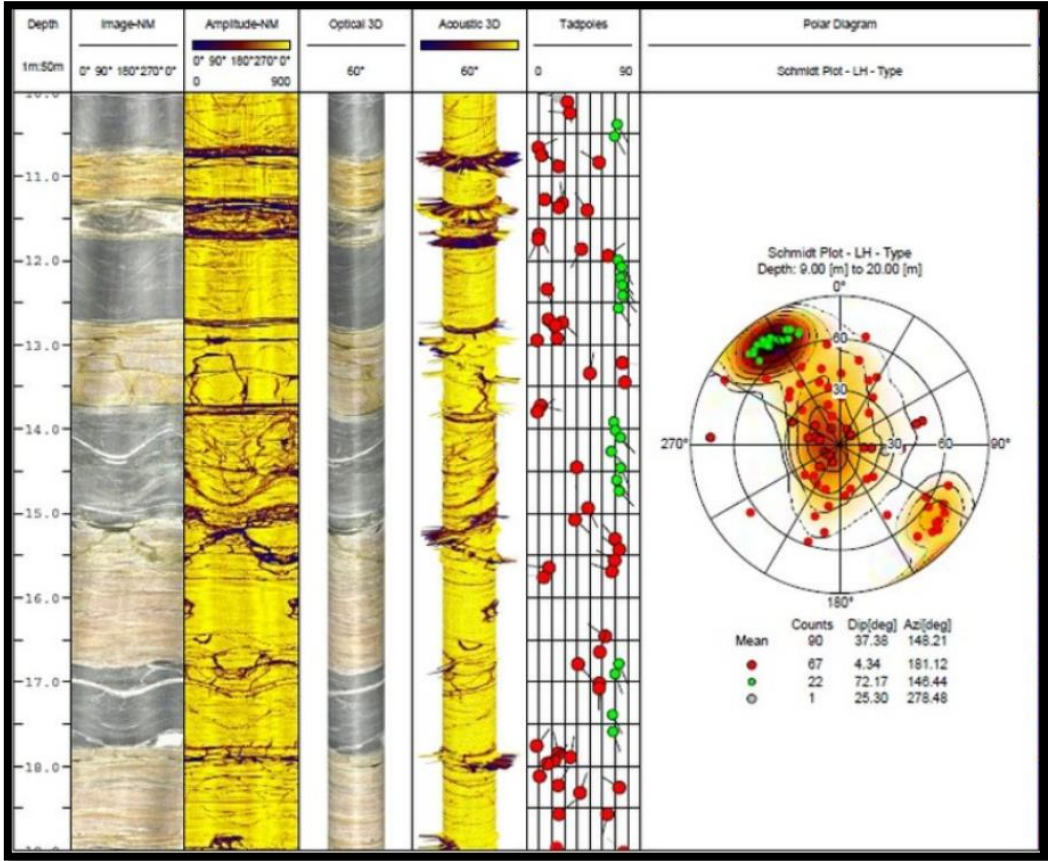 Depth
Image-NM
Amplitude-NM
Optical 3D
Acoustic 3D
Tadpoles
Polar Diagram
1m:50m
0° 90° 180°270° 0°
0° 90° 180°270° 0°
0 900
60°
60°
0 90
Schmidt Plot - LH - Type
11.0
12.0
13.0
14.0
15.0
16.0
17.0
18.0
Schmidt Plot - LH - Type
Depth: 9.00 [m] to 20.00 [m]
0°
60
30
270°
30
60
90°
180°
Counts Dip[deg] Azi[deg]
Mean 90 37.38 148.21
67 4.34 181.12
22 72.17 146.44
1 25.30 278.48